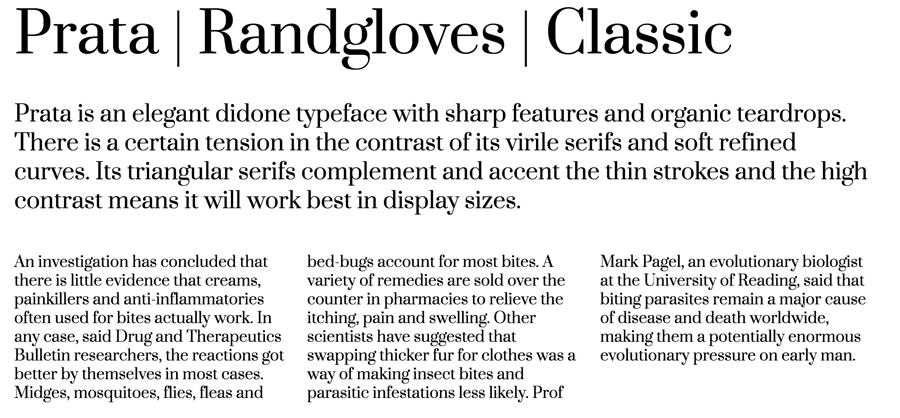 Prata | Randgloves | Classic
Prata is an elegant didone typeface with sharp features and organic teardrops.
There is a certain tension in the contrast of its virile serifs and soft refined
curves. Its triangular serifs complement and accent the thin strokes and the high
contrast means it will work best in display sizes.
An investigation has concluded that
there is little evidence that creams,
painkillers and anti-inflammatories
often used for bites actually work. In
any case, said Drug and Therapeutics
Bulletin researchers, the reactions got
better by themselves in most cases.
Midges, mosquitoes, flies, fleas and
bed-bugs account for most bites. A
variety of remedies are sold over the
counter in pharmacies to relieve the
itching, pain and swelling. Other
scientists have suggested that
swapping thicker fur for clothes was a
way of making insect bites and
parasitic infestations less likely. Prof
Mark Pagel, an evolutionary biologist
at the University of Reading, said that
biting parasites remain a major cause
of disease and death worldwide,
making them a potentially enormous
evolutionary pressure on early man.